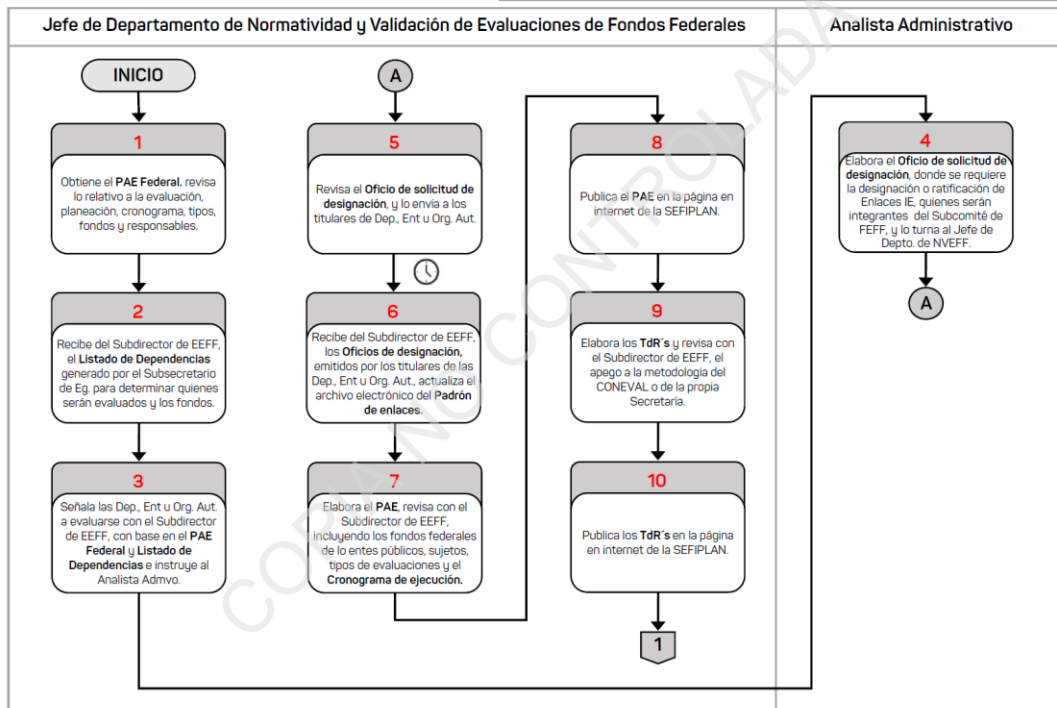 Jefe de Departamento de Normatividad y Validación de Evaluaciones de Fondos Federales
Analista Administrativo
INICIO
1
Obtiene el PAE Federal. revisa
lo relativo a la evaluación,
planeación, cronograma, tipos,
fondos y responsables.
2
Recibe del Subdirector de EEFF,
el Listado de Dependencias
generado por el Subsecretario
de Eg. para determinar quienes
serán evaluados y los fondos.
3
Señala las Dep., Ent u Org. Aut.
a evaluarse con el Subdirector
de EEFF, con base en el PAE
Federal y Listado de
Dependencias e instruye al
Analista Admvo.
A
5
Revisa el Oficio de solicitud de
designación, y lo envía a los
titulares de Dep., Ent u Org. Aut.
6
Recibe del Subdirector de EEFF,
los Oficios de designación,
emitidos por los titulares de las
Dep., Ent u Org. Aut., actualiza el
archivo electrónico del Padrón
de enlaces.
7
Elabora el PAE, revisa con el
Subdirector de EEFF,
incluyendo los fondos federales
de lo entes públicos, sujetos,
tipos de evaluaciones y el
Cronograma de ejecución.
8
Publica el PAE en la página en
internet de la SEFIPLAN.
9
Elabora los TdR´s y revisa con
el Subdirector de EEFF, el
apego a la metodología del
CONEVAL o de la propia
Secretaria.
10
Publica los TdR´s en la página
en internet de la SEFIPLAN.
1
4
Elabora el Oficio de solicitud de
designación, donde se requiere
la designación o ratificación de
Enlaces IE, quienes serán
integrantes del Subcomité de
FEFF, y lo turna al Jefe de
Depto. de NVEFF.
A
COPIA NO CONTROLADA